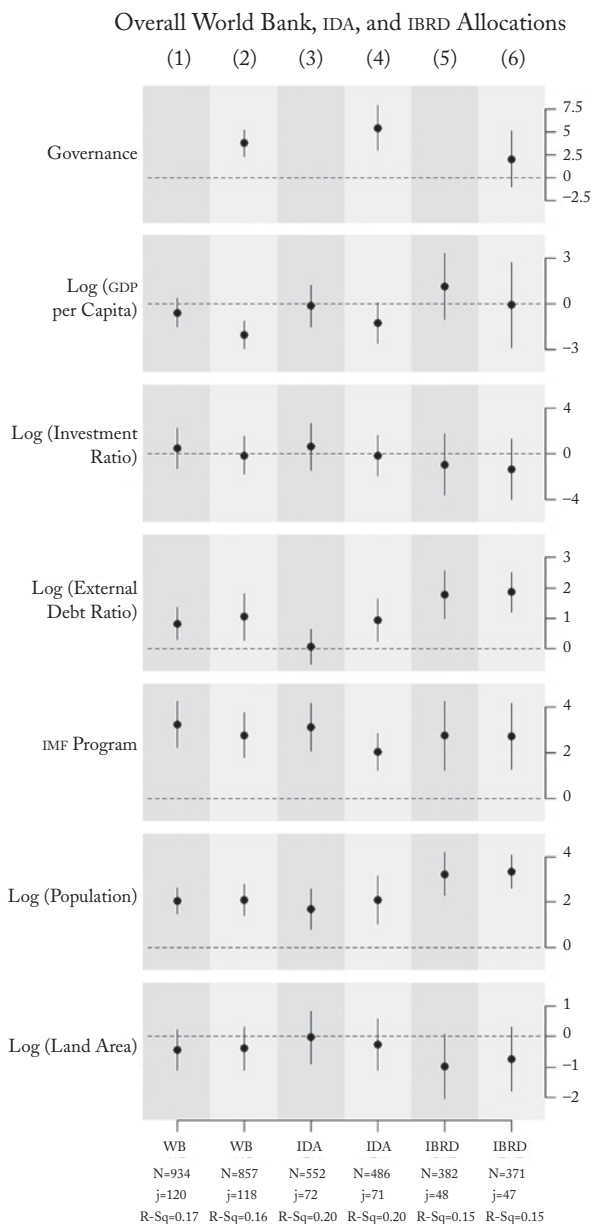 Overall World Bank, IDA, and IBRD Allocations
(1) (2) (3) (4) (5) (6)
Governance
7.5
5
2.5
0
−2.5
Log (GDP
per Capita)
3
0
−3
Log (Investment
Ratio)
4
0
−4
Log (External
Debt Ratio)
3
2
1
0
IMF Program
4
2
0
Log (Population)
4
2
0
Log (Land Area)
1
0
−1
−2
WB WB IDA IDA IBRD IBRD
N=934 N=857 N=552 N=486 N=382 N=371
j=120 j=118 j=72 j=71 j=48 j=47
R-Sq=0.17 R-Sq=0.16 R-Sq=0.20 R-Sq=0.20 R-Sq=0.15 R-Sq=0.15